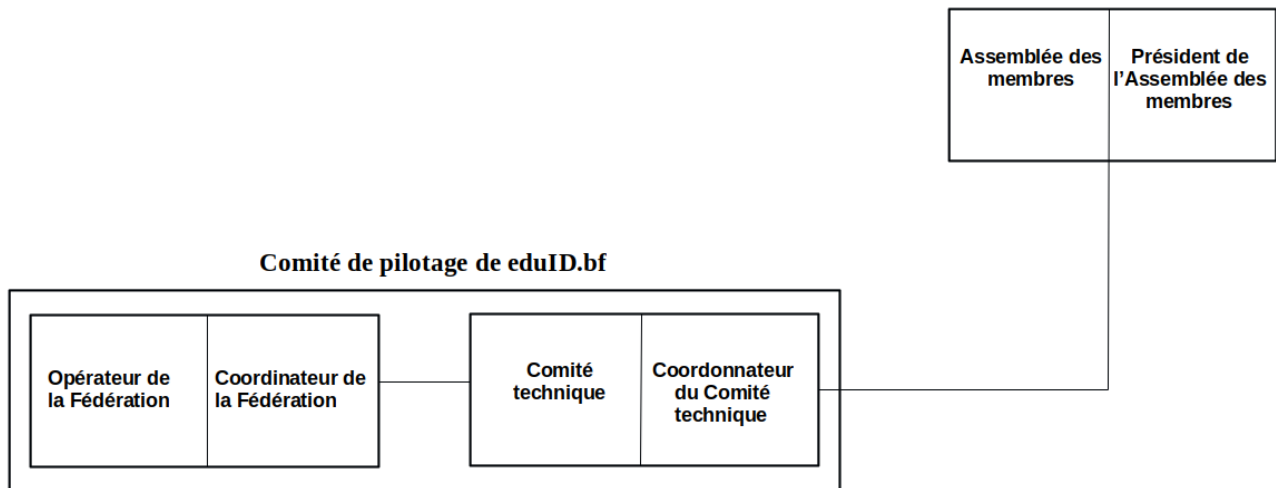 Assemblée des
membres
Président de
l’Assemblée des
membres
Comité de pilotage de eduID.bf
Opérateur de
la Fédération
Coordinateur de
la Fédération
Comité
technique
Coordonnateur
du Comité
technique